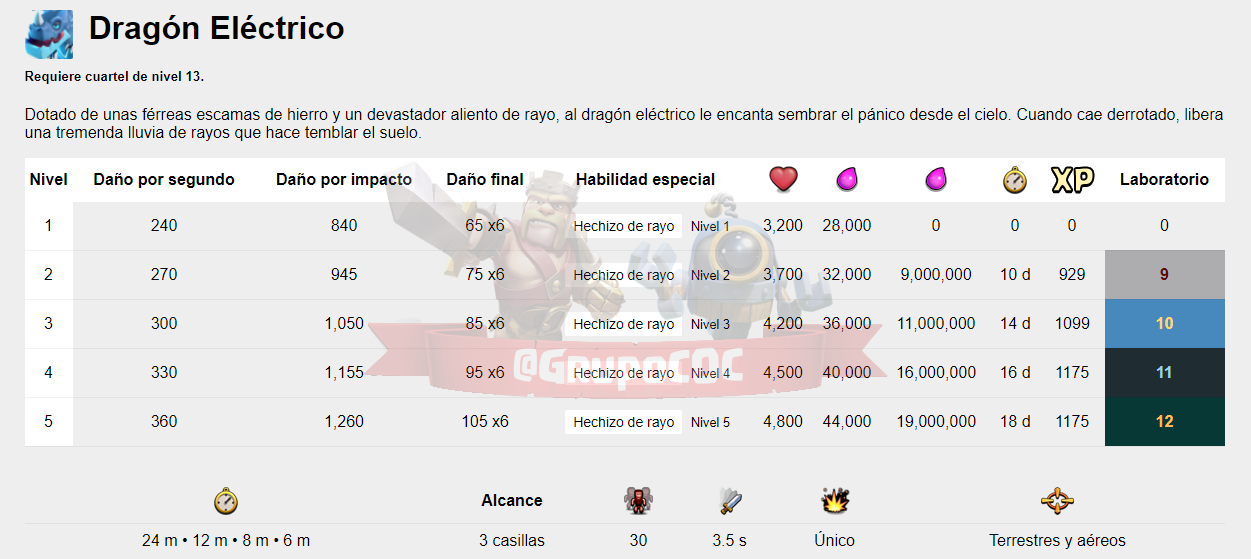 Dragón Eléctrico
Requiere cuartel de nivel 13.
Dotado de unas férreas escamas de hierro y un devastador aliento de rayo, al dragón eléctrico le encanta sembrar el pánico desde el cielo. Cuando cae derrotado, libera
una tremenda lluvia de rayos que hace temblar el suelo.
Nivel Daño por segundo Daño por impacto Daño final Habilidad especial XP Laboratorio
1 240 840 65 x6 Hechizo de rayo Nivel 1 3,200 28,000 0 0 0 0
2 270 945 75 x6 Hechizo de rayo Nivel 2 3,700 32,000 9,000,000 10 d 929 9
3 300 1,050 85 x6 Hechizo de rayo Nivel 3 4,200 36,000 11,000,000 14 d 1099 10
4 330 1,155 95 x6 Hechizo de rayo Nivel 4 4,500 40,000 16,000,000 16 d 1175 11
@GrupoCOC
5 360 1,260 105 x6 Hechizo de rayo Nivel 5 4,800 44,000 19,000,000 18 d 1175 12
Alcance
24 m • 12 m • 8 m • 6 m 3 casillas 30 3.5 s Único Terrestres y aéreos